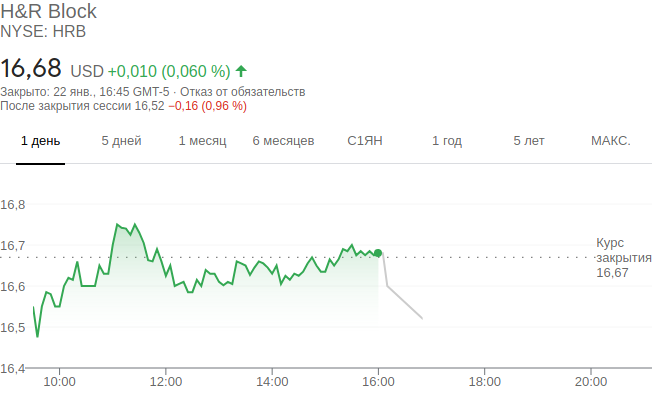 H&R Block
NYSE: HRB
16,68 USD +0,010 (0,060 %)
Закрыто: 22 янв., 16:45 GMT-5 · Отказ от обязательств
После закрытия сессии 16,52 −0,16 (0,96 %)
1 день 5 дней 1 месяц 6 месяцев С1ЯН 1 год 5 лет МАКС.
16,8
16,7
16,6
16,5
16,4
Курс
закрытия
16,67
10:00 12:00 14:00 16:00 18:00 20:00